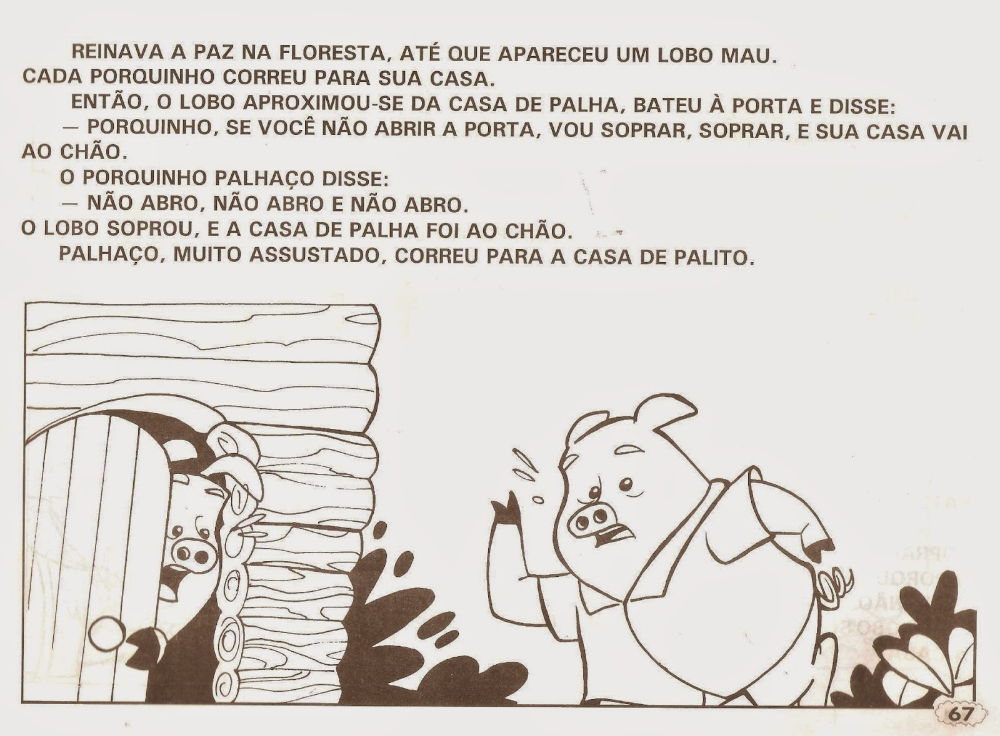 REINAVA A PAZ NA FLORESTA, ATÉ QUE APARECEU UM LOBO MAU.
CADA PORQUINHO CORREU PARA SUA CASA.
ENTÃO, O LOBO APROXIMOU-SE DA CASA DE PALHA, BATEU À PORTA E DISSE:
— PORQUINHO, SE VOCÊ NÃO ABRIR A PORTA, VOU SOPRAR, SOPRAR, E SUA CASA VAI
AO CHÃO.
O PORQUINHO PALHAÇO DISSE:
— NÃO ABRO, NÃO ABRO E NÃO ABRO.
O LOBO SOPROU, E A CASA DE PALHA FOI AO CHÃO.
PALHAÇO, MUITO ASSUSTADO, CORREU PARA A CASA DE PALITO.
67